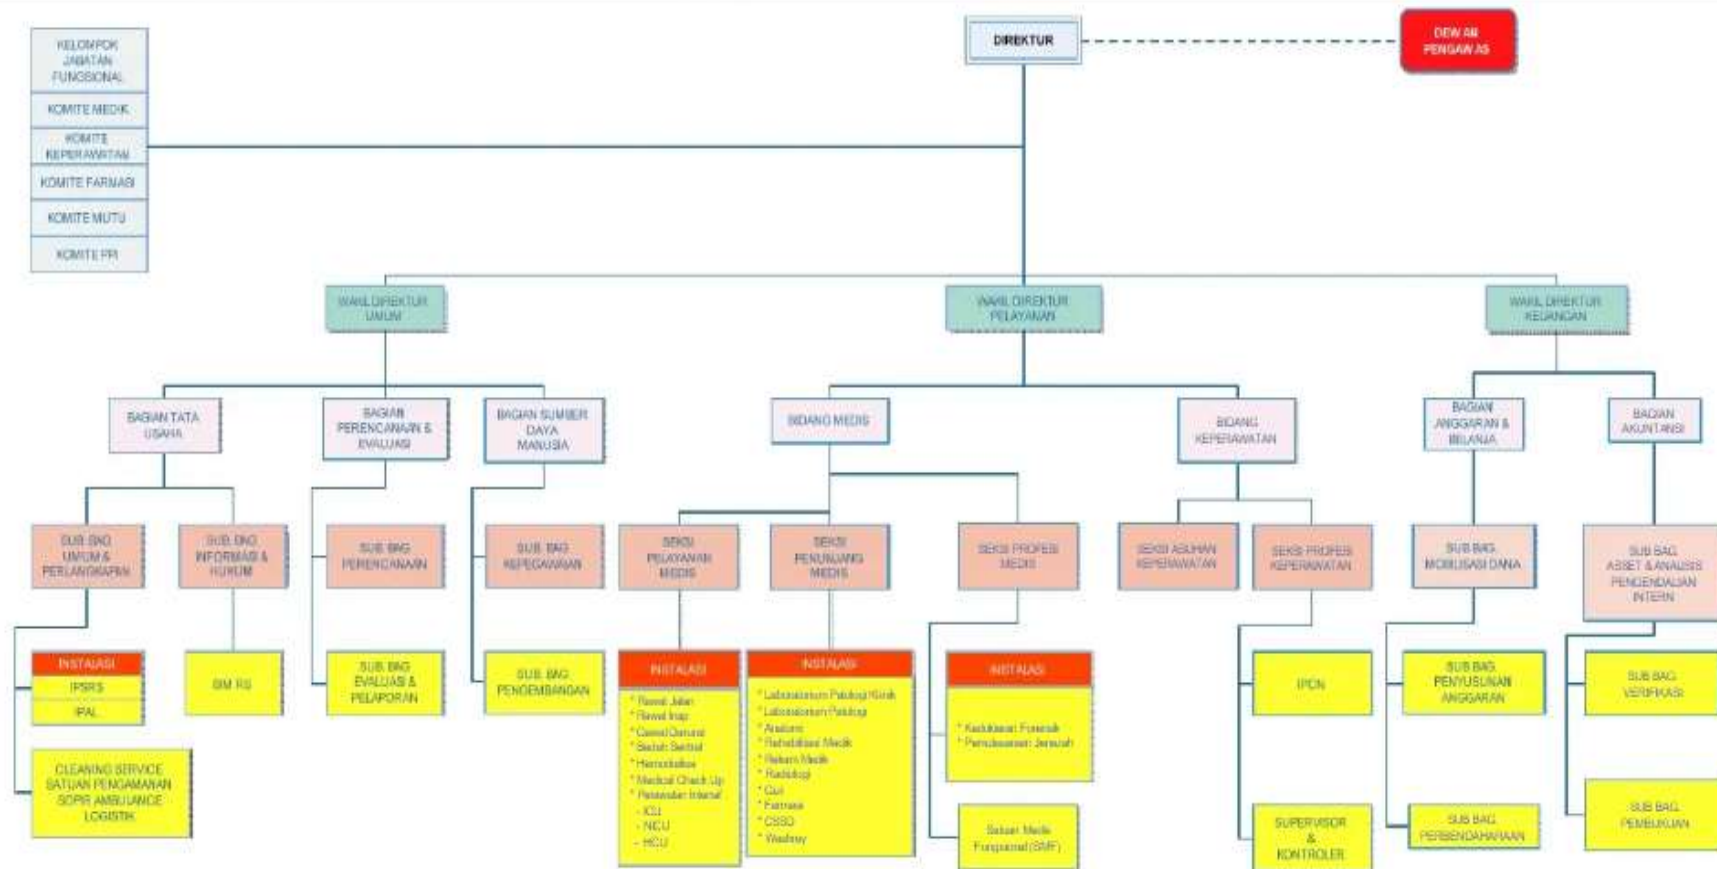 DIREKTUR
DEWAN
PENGAWAS
KELOMPOK
JABATAN
FUNGSIONAL
KOMITE MEDIK
KOMITE
KEPERAWATAN
KOMITE FARMASI
KOMITE MUTU
KOMITE PPI
WAKIL DIREKTUR
UMUM
WAKIL DIREKTUR
PELAYANAN
WAKIL DIREKTUR
KEUANGAN
BAGIAN TATA
USAHA
BAGIAN
PERENCANAAN &
EVALUASI
BAGIAN SUMBER
DAYA
MANUSIA
BIDANG MEDIS
BIDANG
KEPERAWATAN
BAGIAN
ANGGARAN &
BELANJA
BAGIAN
AKUNTANSI
SUB. BAG
UMUM &
PERLANGKAPAN
SUB. BAG
INFORMASI &
HUKUM
SUB. BAG
PERENCANAAN
SUB. BAG
KEPEGAWAIAN
SEKSI
PELAYANAN
MEDIS
SEKSI
PENUNJANG
MEDIS
SEKSI PROFESI
MEDIS
SEKSI ASUHAN
KEPERAWATAN
SEKSI PROFESI
KEPERAWATAN
SUB BAG
MOBILISASI DANA
SUB BAG
ASSET & ANALISIS
PENGENDALIAN
INTERN
INSTALASI
IPSRS
IPAL
CLEANING SERVICE
SATUAN PENGAMANAN
SOPIR AMBULANCE
LOGISTIK
SIM RS
SUB. BAG
EVALUASI &
PELAPORAN
SUB. BAG
PENGEMBANGAN
INSTALASI
* Rawat Jalan
* Rawat Inap
* Gawat Darurat
* Bedah Sentral
* Hemodialisa
* Medical Check Up
* Perawatan Intensif
- ICU
- NICU
- HCU
INSTALASI
* Laboratorium Patologi Klinik
* Laboratorium Patologi
* Anatomi
* Rehabilitasi Medik
* Rekam Medik
* Radiologi
* Gizi
* Farmasi
* CSSD
INSTALASI
* Kedokteran Forensik
* Pemulasaran Jenazah
Satuan Medis
Fungsional (SMF)
IPCN
SUPERVISOR
&
KONTROLER
SUB BAG
PENYUSUNAN
ANGGARAN
SUB BAG
PERBENDAHARAAN
SUB BAG
VERIFIKASI
SUB BAG
PEMBUKUAN